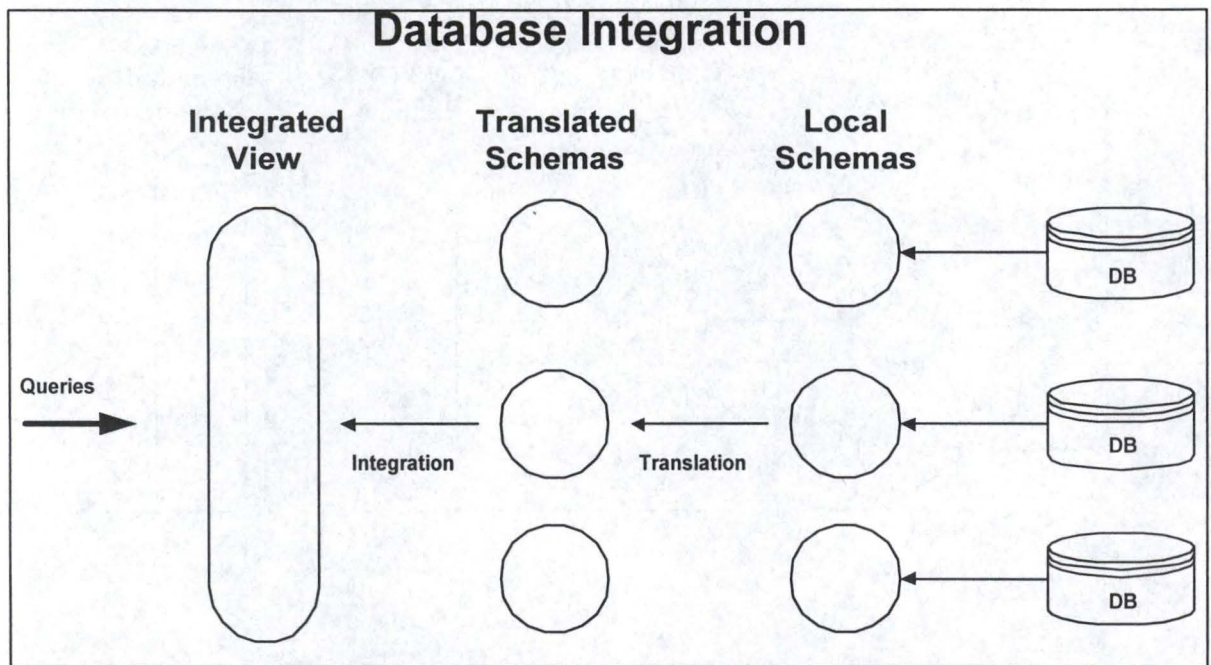 Database Integration
Integrated
View
Translated
Schemas
Local
Schemas
DB
Queries
Integration
Translation
DB
DB